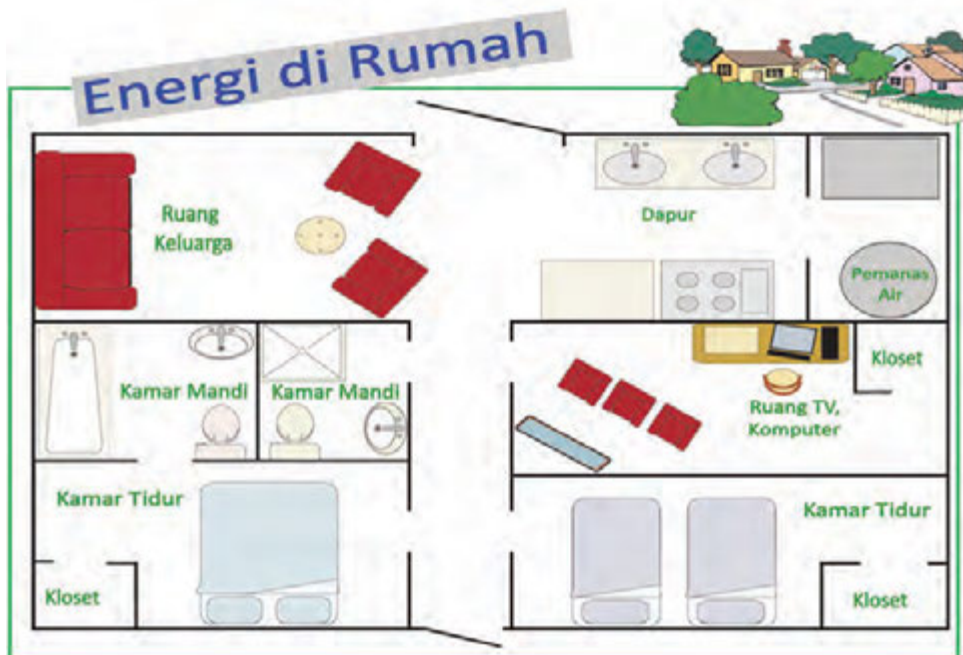 Energi di Rumah
Ruang
Keluarga
Dapur
Pemanas
Air
Kamar Mandi
Kamar Mandi
Kloset
Ruang TV,
Komputer
Kamar Tidur
Kamar Tidur
Kloset
Kloset